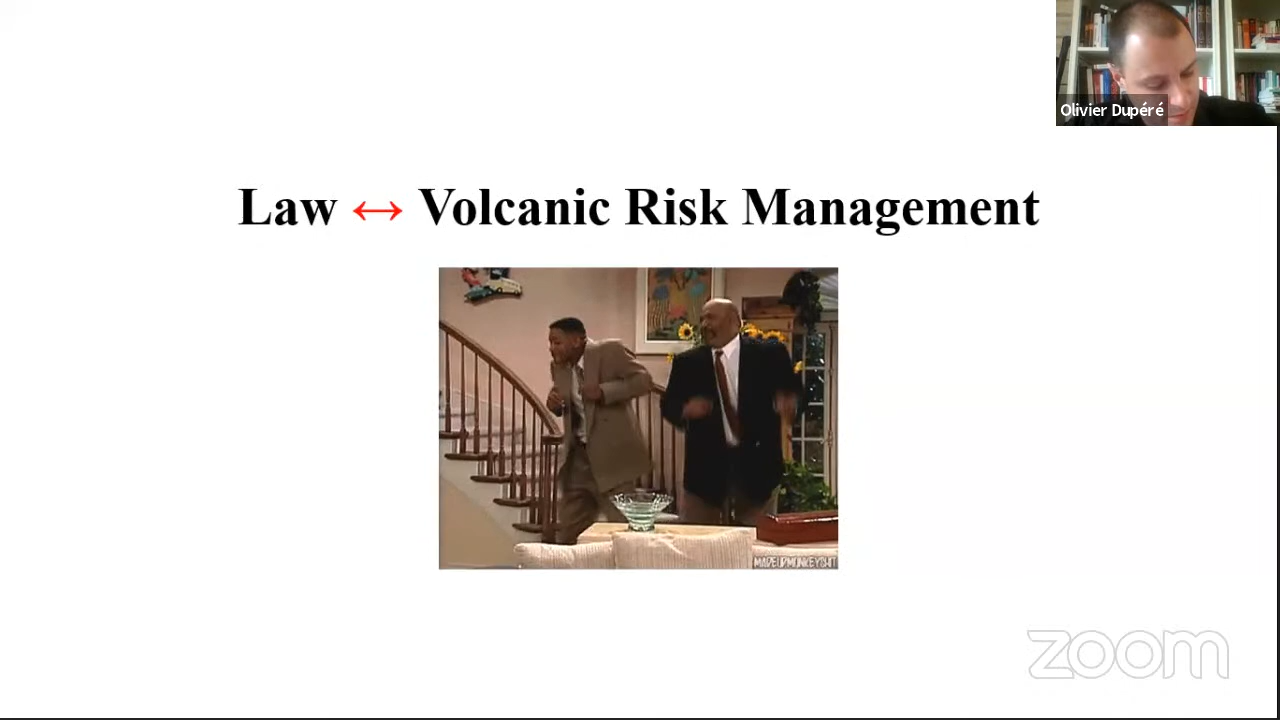 Olivier Dupéré
Law ↔ Volcanic Risk Management
MADEUPMONKEYSHIT
zoom